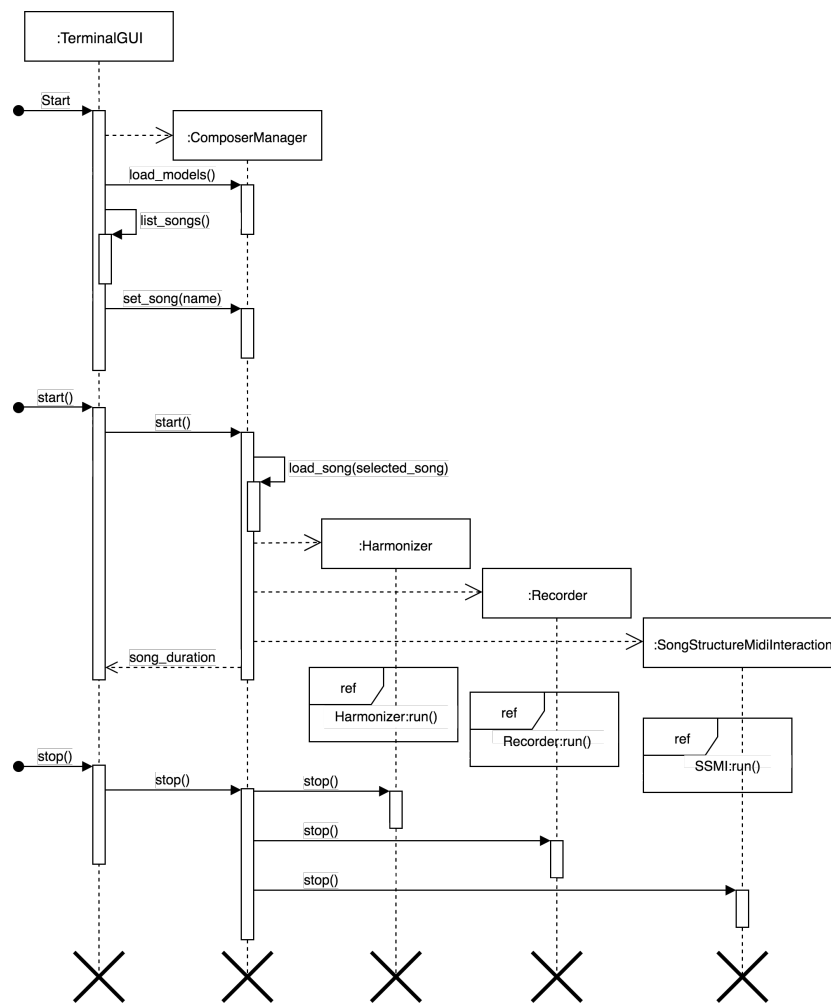 :TerminalGUI
Start
:ComposerManager
load_models()
list_songs()
set_song(name)
start()
start()
load_song(selected_song)
:Harmonizer
:Recorder
:SongStructureMidiInteraction
song_duration
ref
Harmonizer:run()
ref
Recorder:run()
ref
SSMI:run()
stop()
stop()
stop()
stop()
stop()